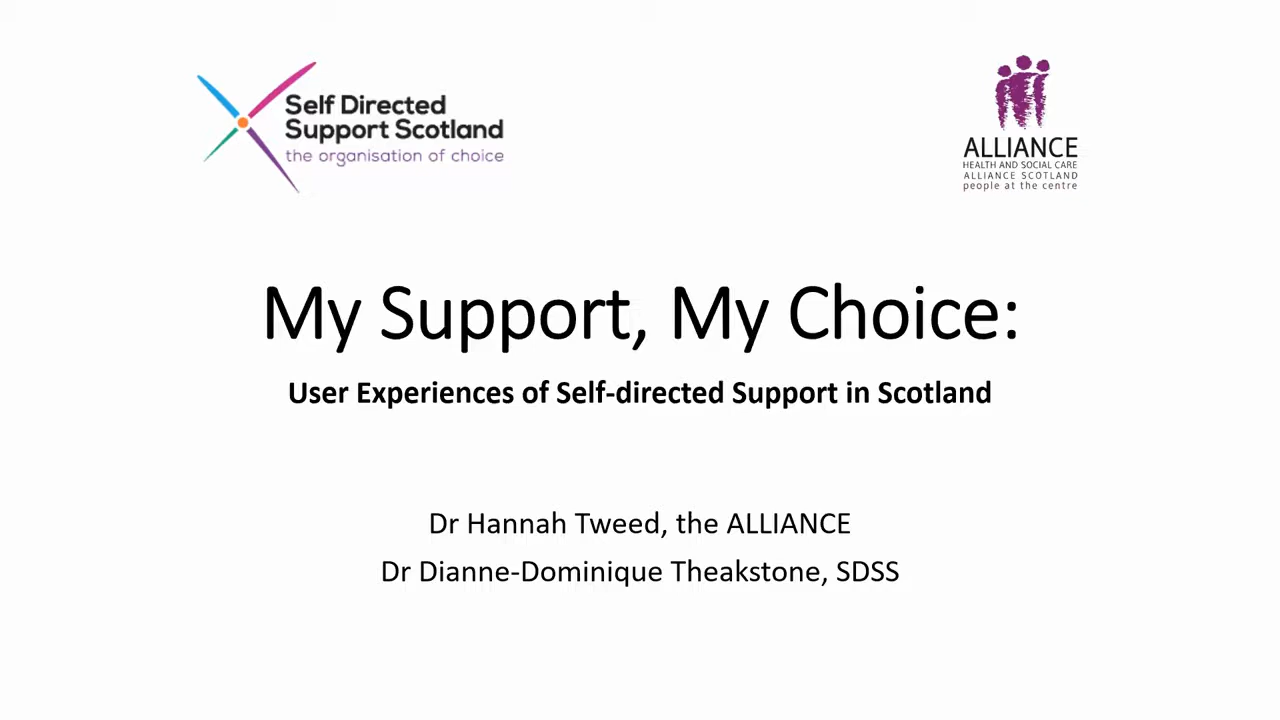 Self Directed
Support Scotland
the organisation of choice
ALLIANCE
HEALTH AND SOCIAL CARE
ALLIANCE SCOTLAND
people at the centre
My Support, My Choice:
User Experiences of Self-directed Support in Scotland
Dr Hannah Tweed, the ALLIANCE
Dr Dianne-Dominique Theakstone, SDSS